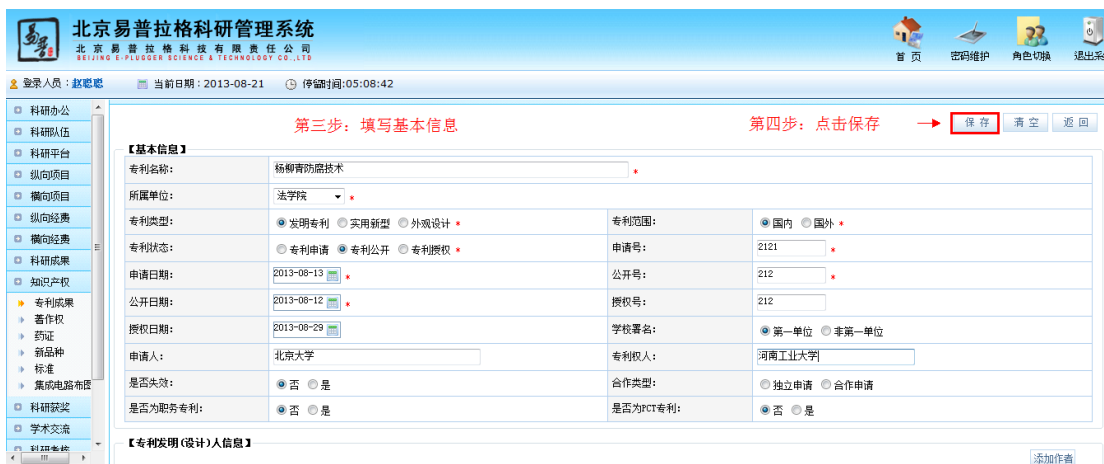 易普
北京易普拉格科研管理系统
北京易普拉格科技有限责任公司
BEIJING E-PLUGGER SCIENCE & TECHNOLOGY CO.,LTD
首 页
密码维护
角色切换
退出系
登录人员：赵聪聪
当前日期：2013-08-21
停留时间:05:08:42
科研办公
科研队伍
科研平台
纵向项目
横向项目
纵向经费
横向经费
科研成果
知识产权
专利成果
著作权
药证
新品种
标准
集成电路布图
科研获奖
学术交流
科研考核
第三步：填写基本信息
第四步：点击保存
保 存
清 空
返 回
【基本信息】
专利名称: 杨柳青防腐技术 *
所属单位: 法学院 *
专利类型: 发明专利 实用新型 外观设计 * 专利范围: 国内 国外 *
专利状态: 专利申请 专利公开 专利授权 * 申请号: 2121 *
申请日期: 2013-08-13 * 公开号: 212 *
公开日期: 2013-08-12 * 授权号: 212
授权日期: 2013-08-29 学校署名: 第一单位 非第一单位
申请人: 北京大学 专利权人: 河南工业大学
是否失效: 否 是 合作类型: 独立申请 合作申请
是否为职务专利: 否 是 是否为PCT专利: 否 是
【专利发明(设计)人信息】
添加作者